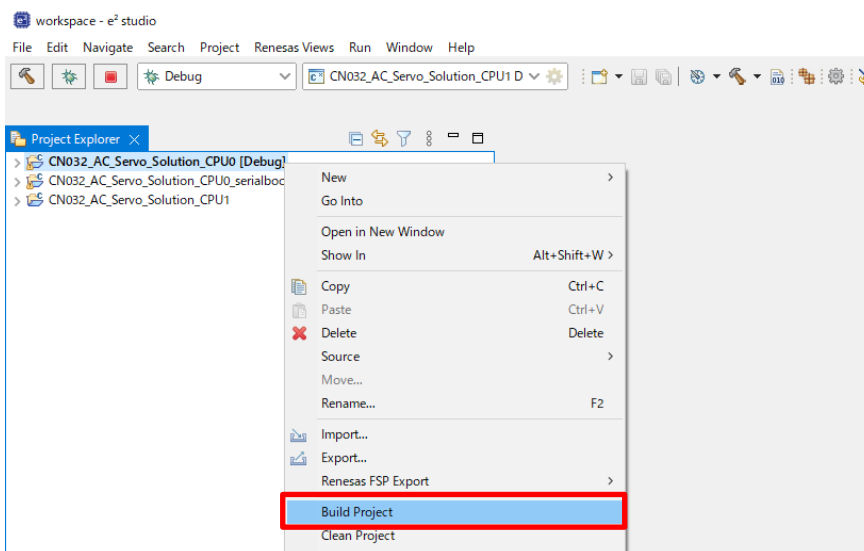 workspace - e² studio
File Edit Navigate Search Project Renesas Views Run Window Help
Debug CN032_AC_Servo_Solution_CPU1 D
Project Explorer
CN032_AC_Servo_Solution_CPU0 [Debug]
CN032_AC_Servo_Solution_CPU0_serialboo
CN032_AC_Servo_Solution_CPU1
New
Go Into
Open in New Window
Show In Alt+Shift+W >
Copy Ctrl+C
Paste Ctrl+V
Delete Delete
Source
Move...
Rename... F2
Import...
Export...
Renesas FSP Export
Build Project
Clean Project